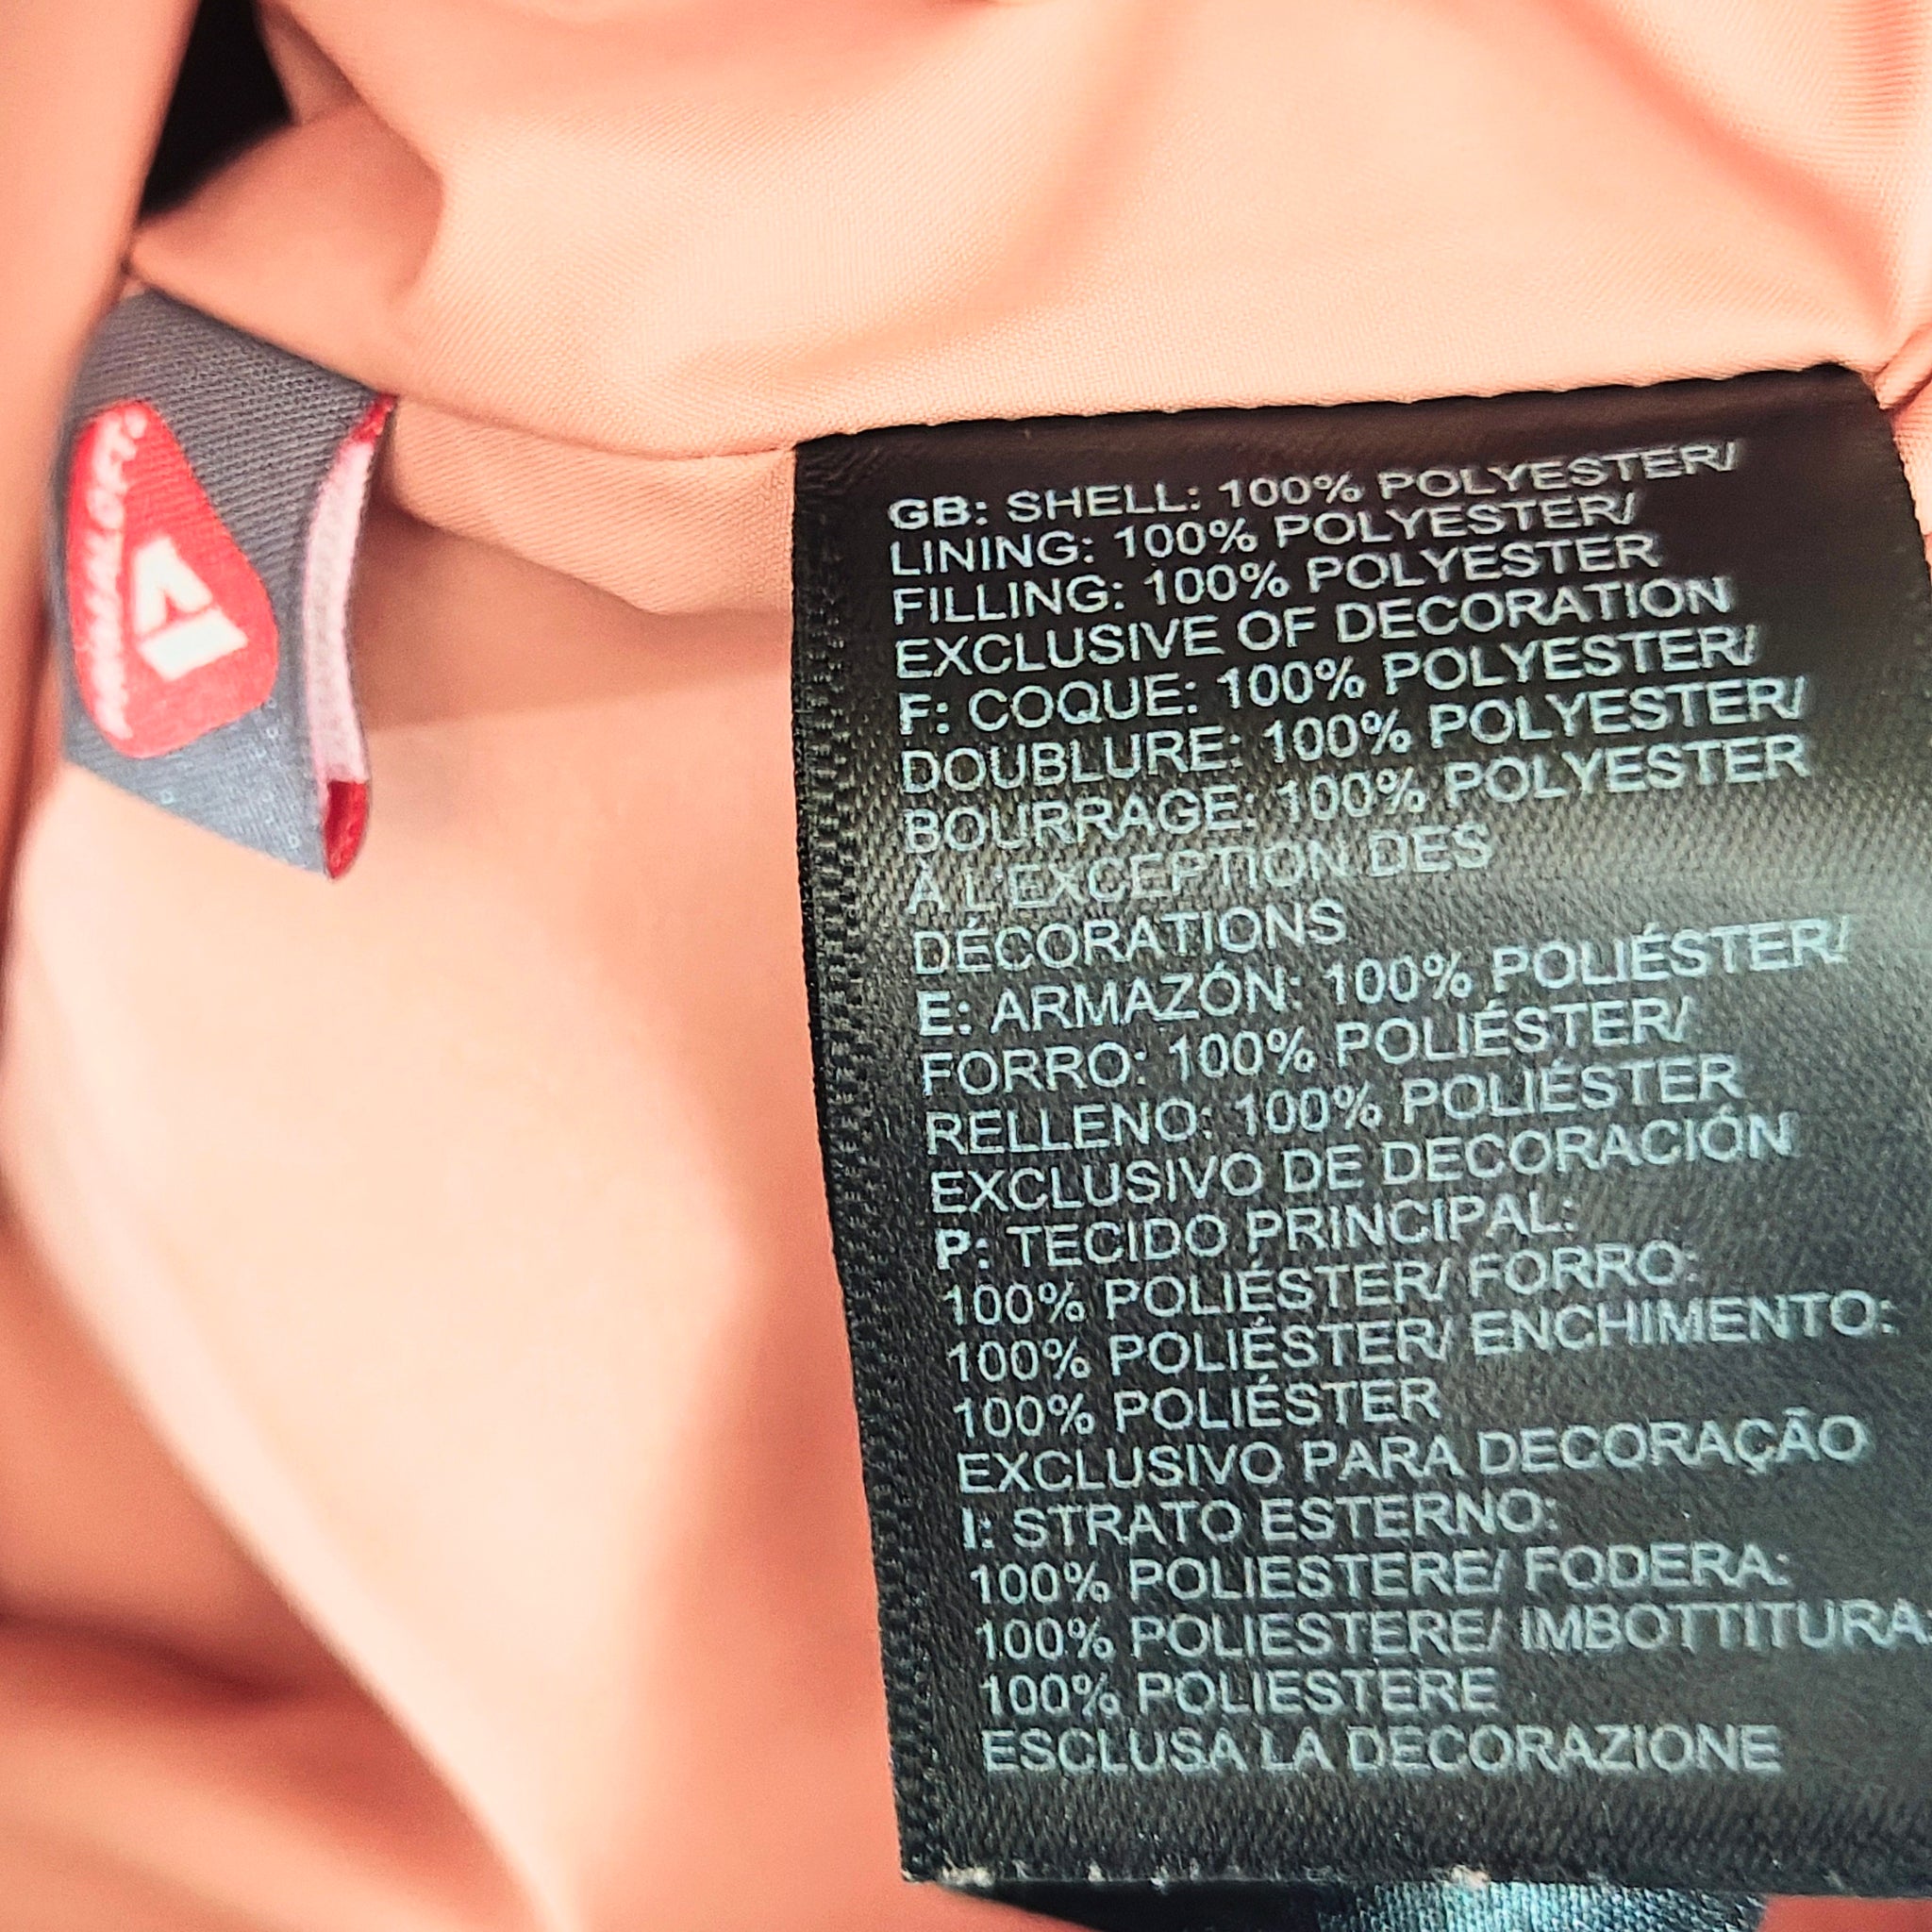 PRIMALOFT
GB: SHELL: 100% POLYESTER/
LINING: 100% POLYESTER/
FILLING: 100% POLYESTER
EXCLUSIVE OF DECORATION
F: COQUE: 100% POLYESTER/
DOUBLURE: 100% POLYESTER/
BOURRAGE: 100% POLYESTER
À L'EXCEPTION DES
DÉCORATIONS
E: ARMAZÓN: 100% POLIÉSTER/
FORRO: 100% POLIÉSTER/
RELLENO: 100% POLIÉSTER
EXCLUSIVO DE DECORACIÓN
P: TECIDO PRINCIPAL:
100% POLIÉSTER/ FORRO:
100% POLIÉSTER/ ENCHIMENTO:
100% POLIÉSTER
EXCLUSIVO PARA DECORAÇÃO
I: STRATO ESTERNO:
100% POLIESTERE/ FODERA:
100% POLIESTERE/ IMBOTTITURA
100% POLIESTERE
ESCLUSA LA DECORAZIONE